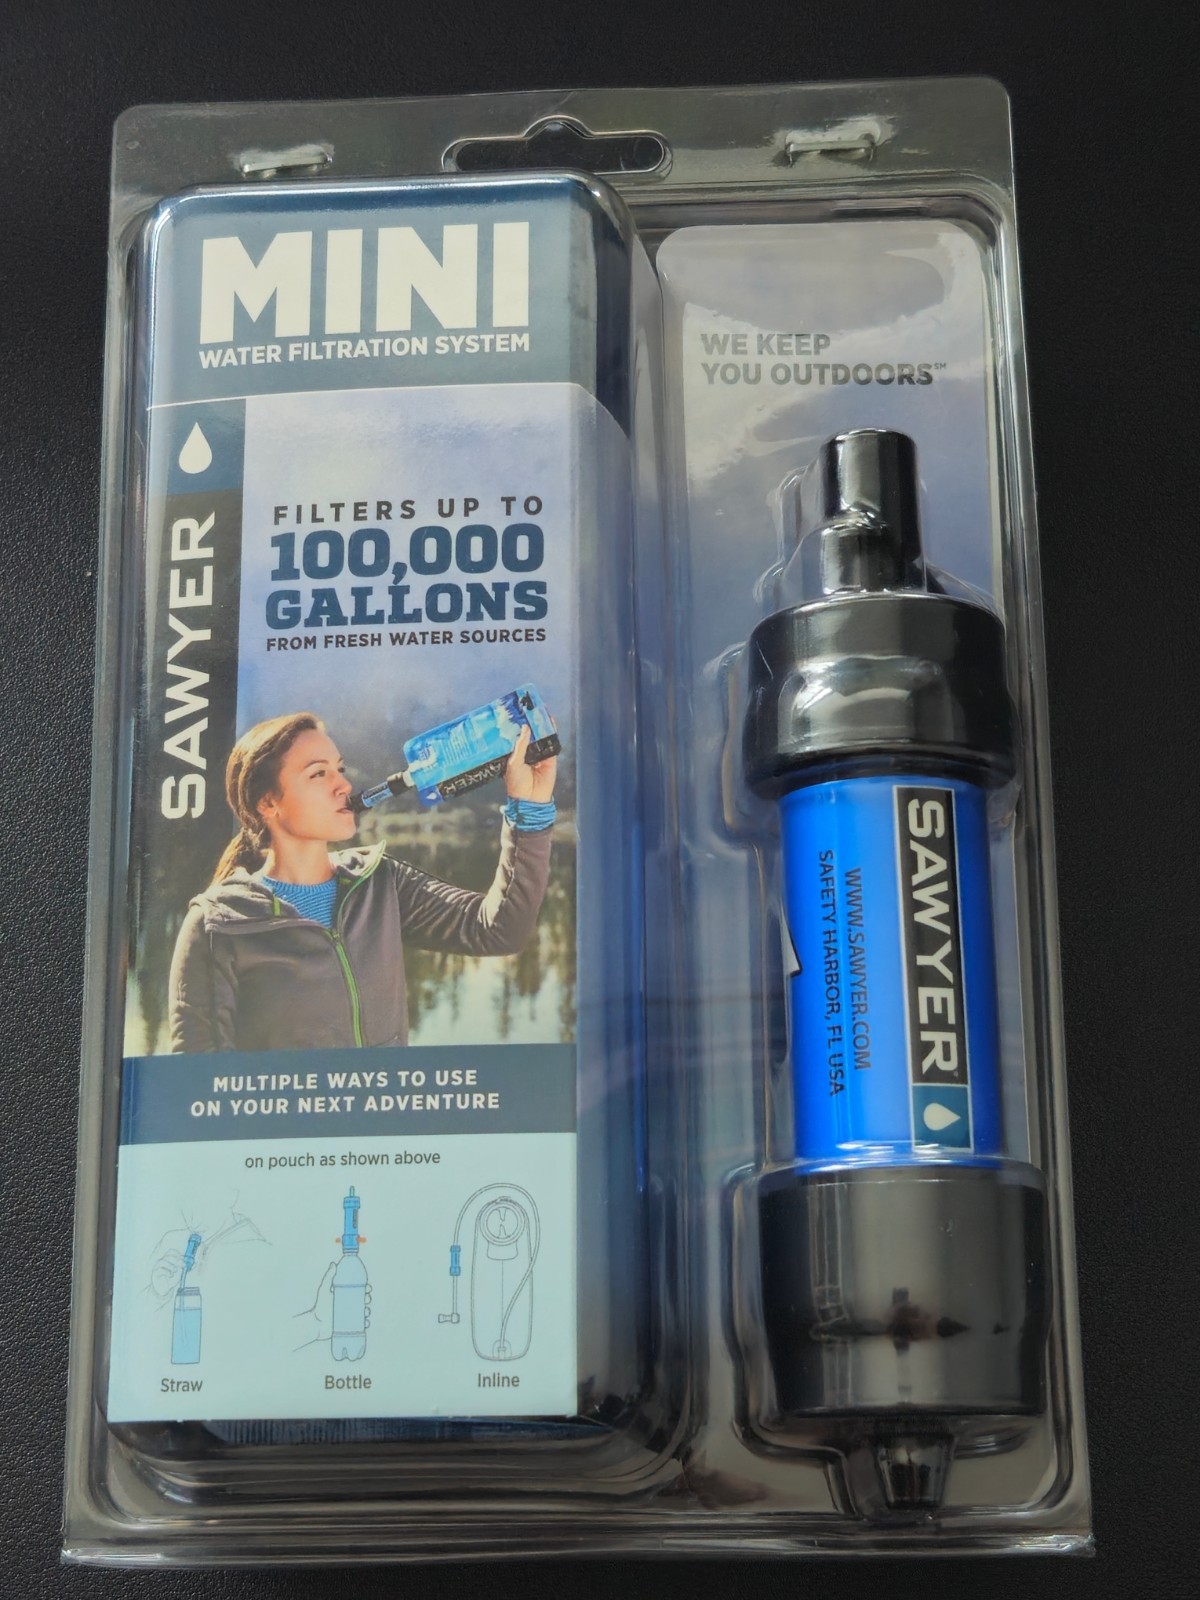 MINI
WATER FILTRATION SYSTEM
SAWYER
FILTERS UP TO
100,000
GALLONS
FROM FRESH WATER SOURCES
SAWYER
MULTIPLE WAYS TO USE
ON YOUR NEXT ADVENTURE
on pouch as shown above
Straw
Bottle
Inline
WE KEEP
YOU OUTDOORS℠
SAWYER®
WWW.SAWYER.COM
SAFETY HARBOR, FL USA